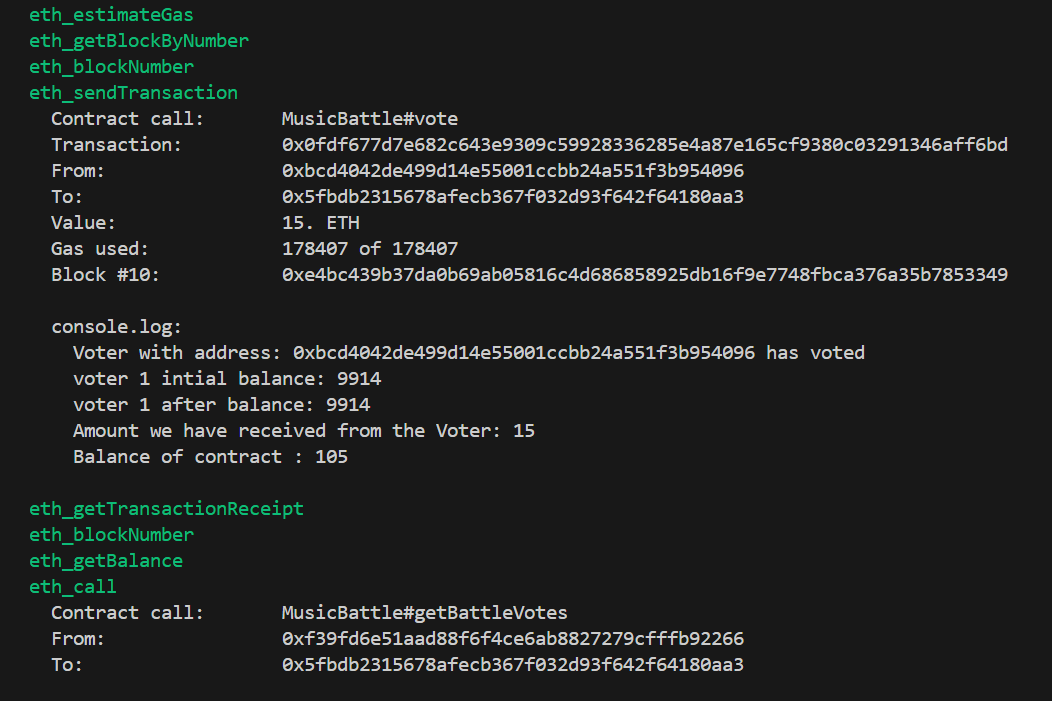 eth_estimateGas
eth_getBlockByNumber
eth_blockNumber
eth_sendTransaction
Contract call: MusicBattle#vote
Transaction: 0x0fdf677d7e682c643e9309c59928336285e4a87e165cf9380c03291346aff6bd
From: 0xbcd4042de499d14e55001ccbb24a551f3b954096
To: 0x5fbdb2315678afecb367f032d93f642f64180aa3
Value: 15. ETH
Gas used: 178407 of 178407
Block #10: 0xe4bc439b37da0b69ab05816c4d686858925db16f9e7748fbca376a35b7853349
console.log:
Voter with address: 0xbcd4042de499d14e55001ccbb24a551f3b954096 has voted
voter 1 intial balance: 9914
voter 1 after balance: 9914
Amount we have received from the Voter: 15
Balance of contract : 105
eth_getTransactionReceipt
eth_blockNumber
eth_getBalance
eth_call
Contract call: MusicBattle#getBattleVotes
From: 0xf39fd6e51aad88f6f4ce6ab8827279cfffb92266
To: 0x5fbdb2315678afecb367f032d93f642f64180aa3